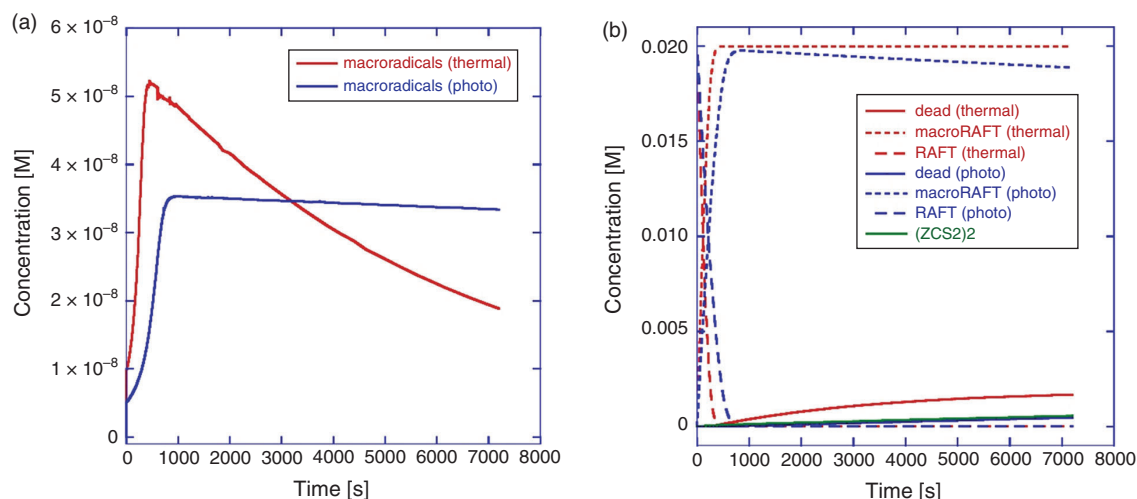 (a)
6 × 10−8
5 × 10−8
4 × 10−8
3 × 10−8
2 × 10−8
1 × 10−8
0
Concentration [M]
macroradicals (thermal)
macroradicals (photo)
0 1000 2000 3000 4000 5000 6000 7000 8000
Time [s]
(b)
0.020
0.015
0.010
0.005
0
Concentration [M]
dead (thermal)
macroRAFT (thermal)
RAFT (thermal)
dead (photo)
macroRAFT (photo)
RAFT (photo)
(ZCS2)2
0 1000 2000 3000 4000 5000 6000 7000 8000
Time [s]